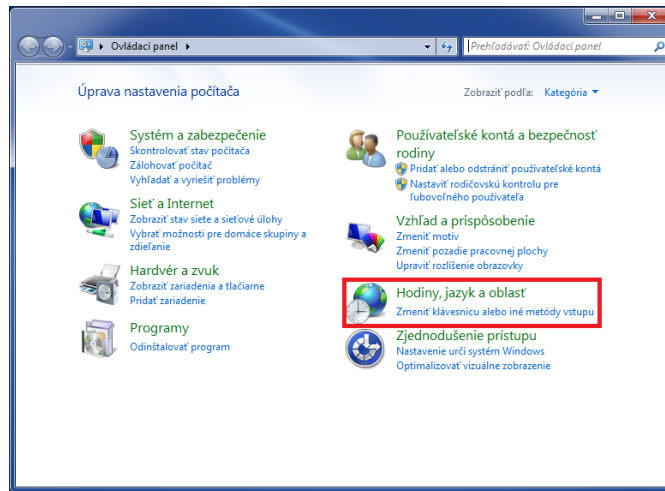 Ovládací panel
Prehľadávať: Ovládací panel
Úprava nastavenia počítača
Zobraziť podľa: Kategória
Systém a zabezpečenie
Skontrolovať stav počítača
Zálohovať počítač
Vyhľadať a vyriešiť problémy
Sieť a Internet
Zobraziť stav siete a sieťové úlohy
Vybrať možnosti pre domáce skupiny a
zdieľanie
Hardvér a zvuk
Zobraziť zariadenia a tlačiarne
Pridať zariadenie
Programy
Odinštalovať program
Používateľské kontá a bezpečnosť
rodiny
Pridať alebo odstrániť používateľské kontá
Nastaviť rodičovskú kontrolu pre
ľubovoľného používateľa
Vzhľad a prispôsobenie
Zmeniť motív
Zmeniť pozadie pracovnej plochy
Upraviť rozlíšenie obrazovky
Hodiny, jazyk a oblasť
Zmeniť klávesnicu alebo iné metódy vstupu
Zjednodušenie prístupu
Nastavenie určí systém Windows
Optimalizovať vizuálne zobrazenie